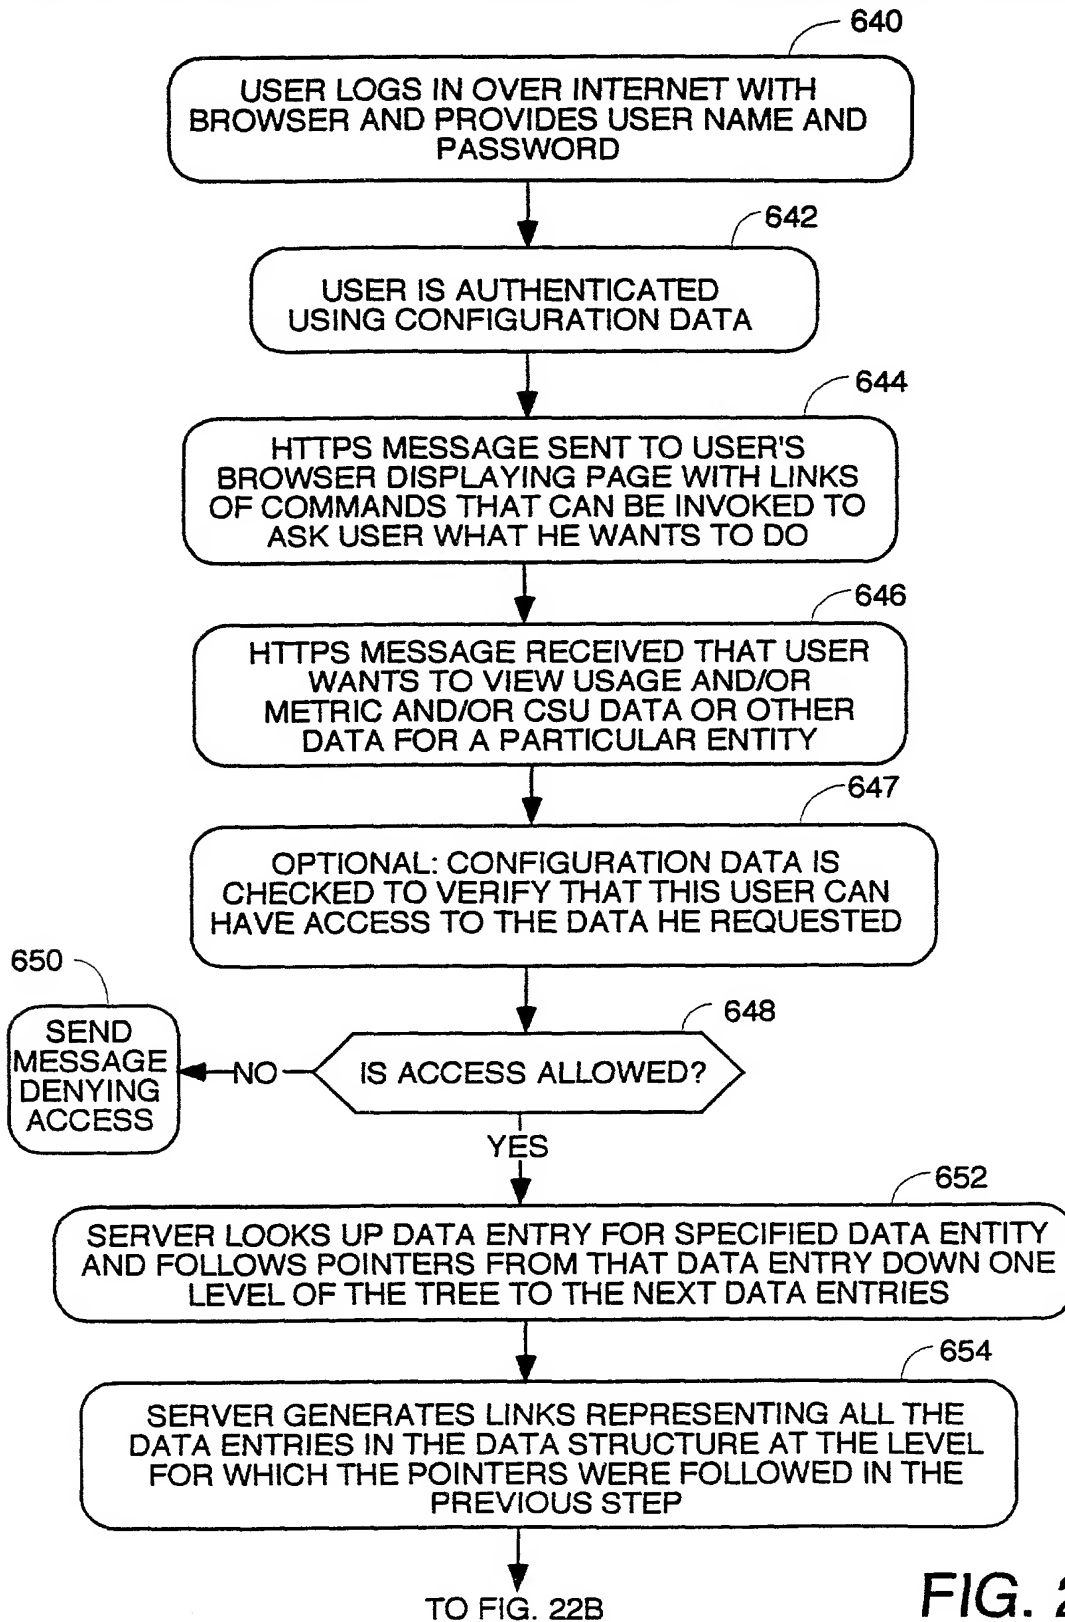 640
USER LOGS IN OVER INTERNET WITH
BROWSER AND PROVIDES USER NAME AND
PASSWORD
642
USER IS AUTHENTICATED
USING CONFIGURATION DATA
644
HTTPS MESSAGE SENT TO USER'S
BROWSER DISPLAYING PAGE WITH LINKS
OF COMMANDS THAT CAN BE INVOKED TO
ASK USER WHAT HE WANTS TO DO
646
HTTPS MESSAGE RECEIVED THAT USER
WANTS TO VIEW USAGE AND/OR
METRIC AND/OR CSU DATA OR OTHER
DATA FOR A PARTICULAR ENTITY
647
OPTIONAL: CONFIGURATION DATA IS
CHECKED TO VERIFY THAT THIS USER CAN
HAVE ACCESS TO THE DATA HE REQUESTED
650
SEND
MESSAGE
DENYING
ACCESS
NO
648
IS ACCESS ALLOWED?
YES
652
SERVER LOOKS UP DATA ENTRY FOR SPECIFIED DATA ENTITY
AND FOLLOWS POINTERS FROM THAT DATA ENTRY DOWN ONE
LEVEL OF THE TREE TO THE NEXT DATA ENTRIES
654
SERVER GENERATES LINKS REPRESENTING ALL THE
DATA ENTRIES IN THE DATA STRUCTURE AT THE LEVEL
FOR WHICH THE POINTERS WERE FOLLOWED IN THE
PREVIOUS STEP
TO FIG. 22B
FIG. 2